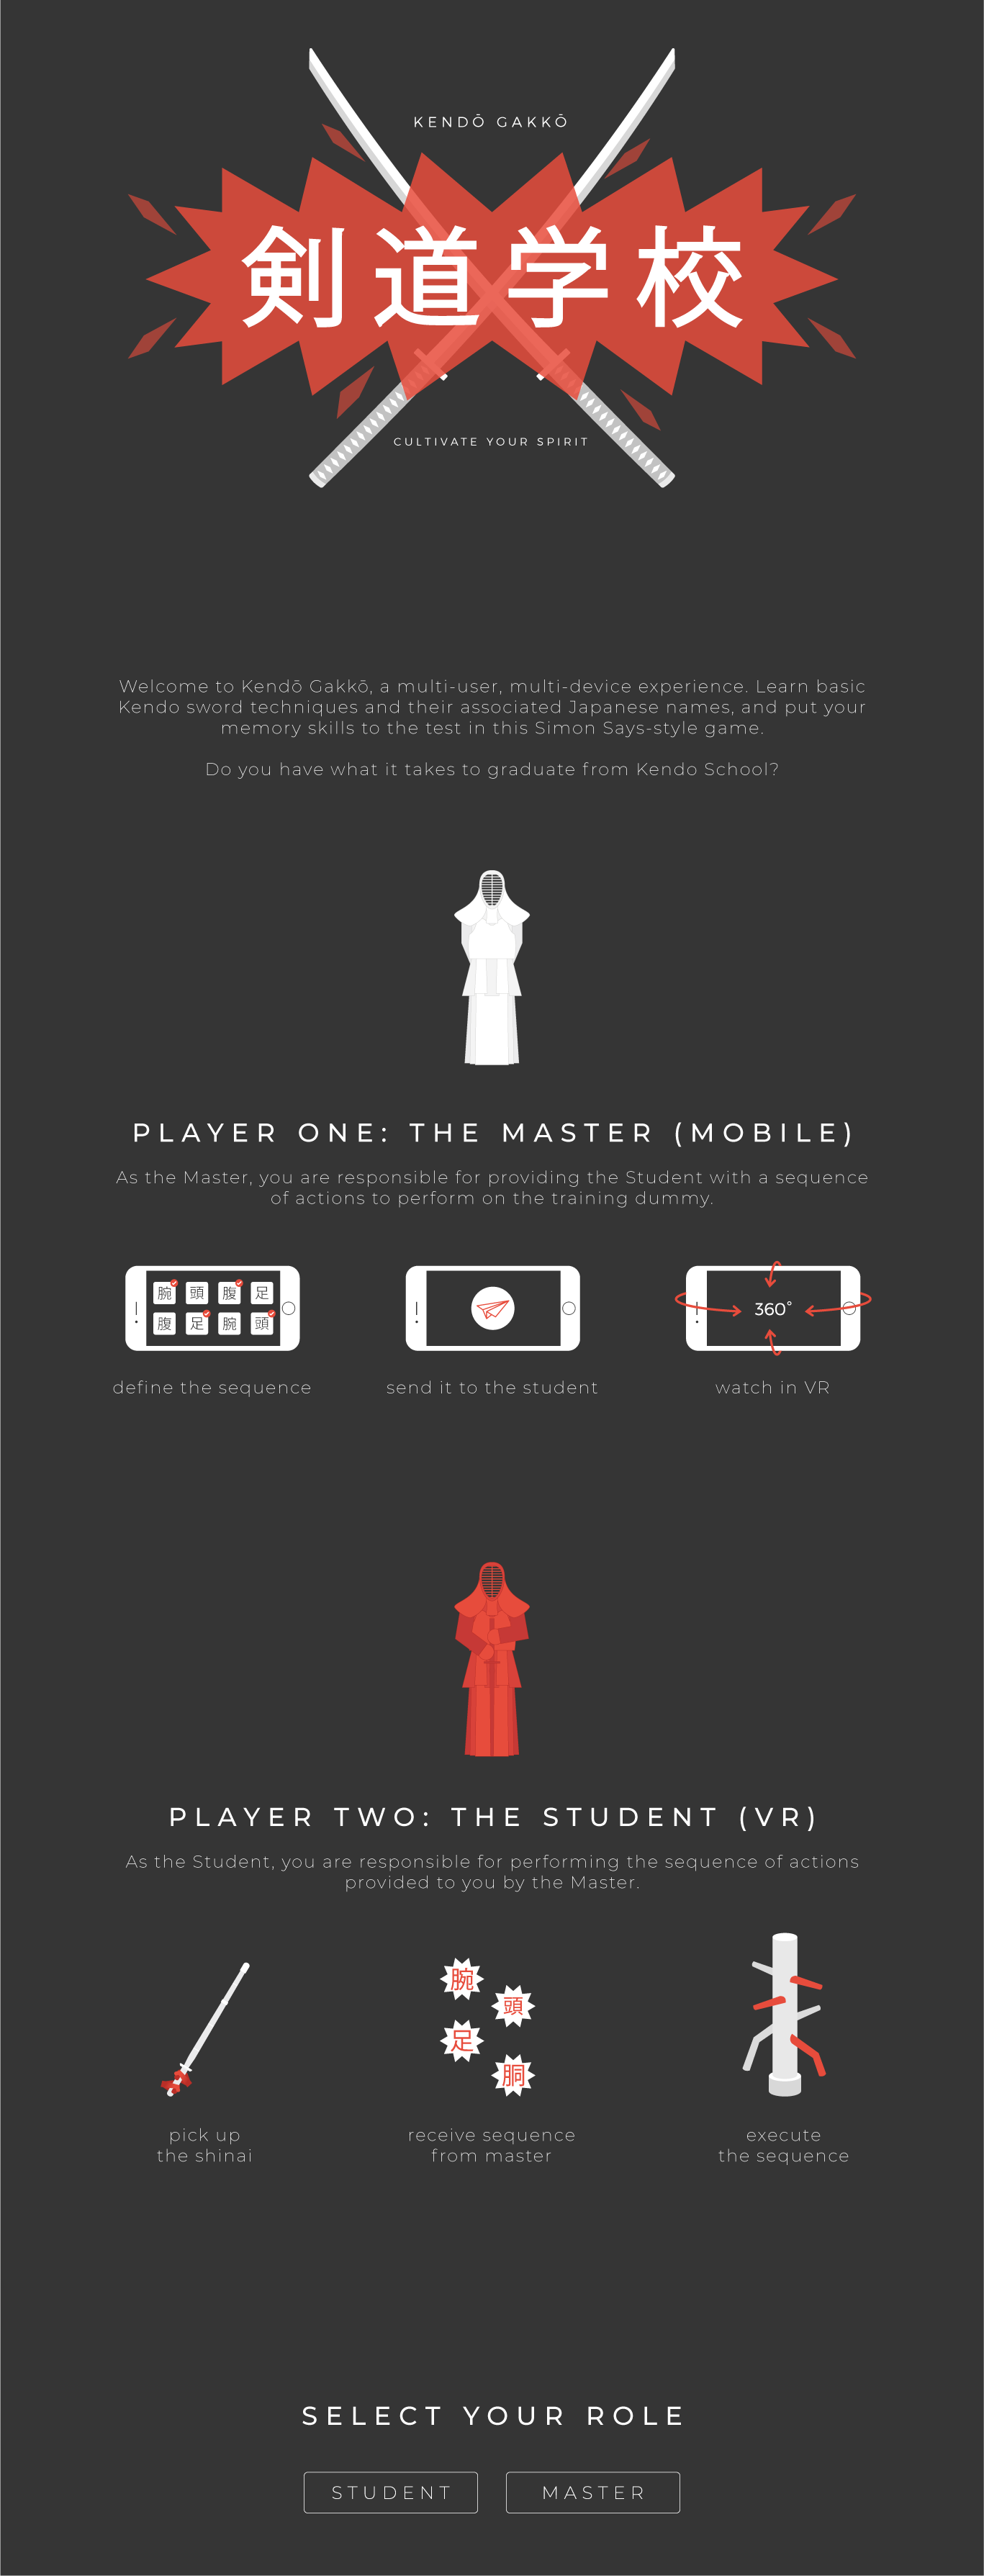 KENDŌ GAKKŌ
剣道学校
CULTIVATE YOUR SPIRIT
Welcome to Kendō Gakkō, a multi-user, multi-device experience. Learn basic
Kendo sword techniques and their associated Japanese names, and put your
memory skills to the test in this Simon Says-style game.
Do you have what it takes to graduate from Kendo School?
PLAYER ONE: THE MASTER (MOBILE)
As the Master, you are responsible for providing the Student with a sequence
of actions to perform on the training dummy.
腕 頭 腹 足
腹 足 腕 頭
360°
define the sequence
send it to the student
watch in VR
PLAYER TWO: THE STUDENT (VR)
As the Student, you are responsible for performing the sequence of actions
provided to you by the Master.
腕
頭
足
胴
pick up
the shinai
receive sequence
from master
execute
the sequence
SELECT YOUR ROLE
STUDENT
MASTER